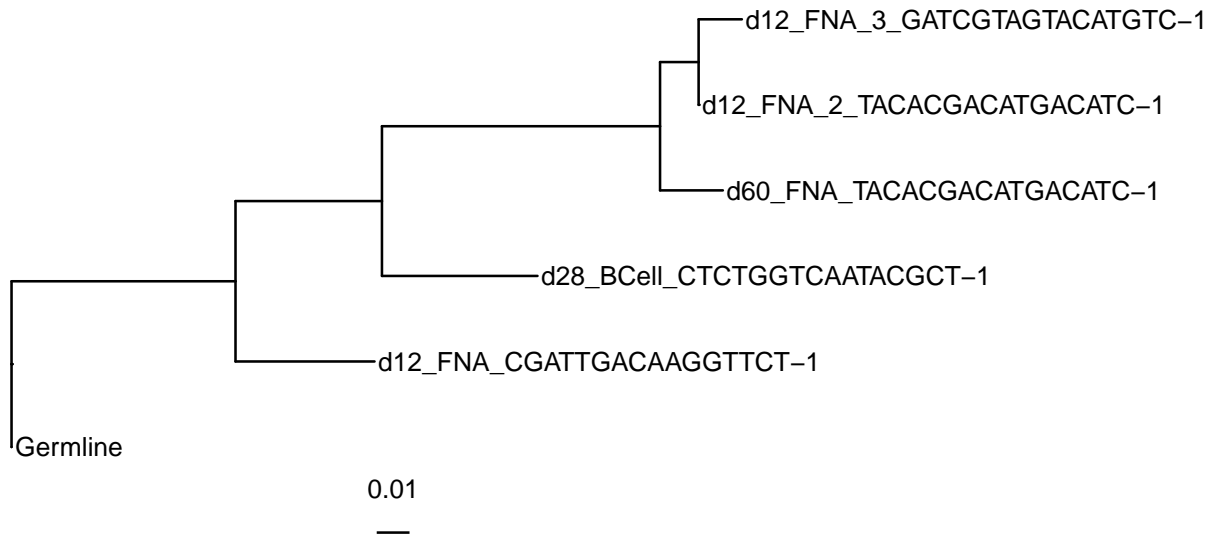 d12_FNA_3_GATCGTAGTACATGTC−1
d12_FNA_2_TACACGACATGACATC−1
d60_FNA_TACACGACATGACATC−1
d28_BCell_CTCTGGTCAATACGCT−1
d12_FNA_CGATTGACAAGGTTCT−1
Germline
0.01